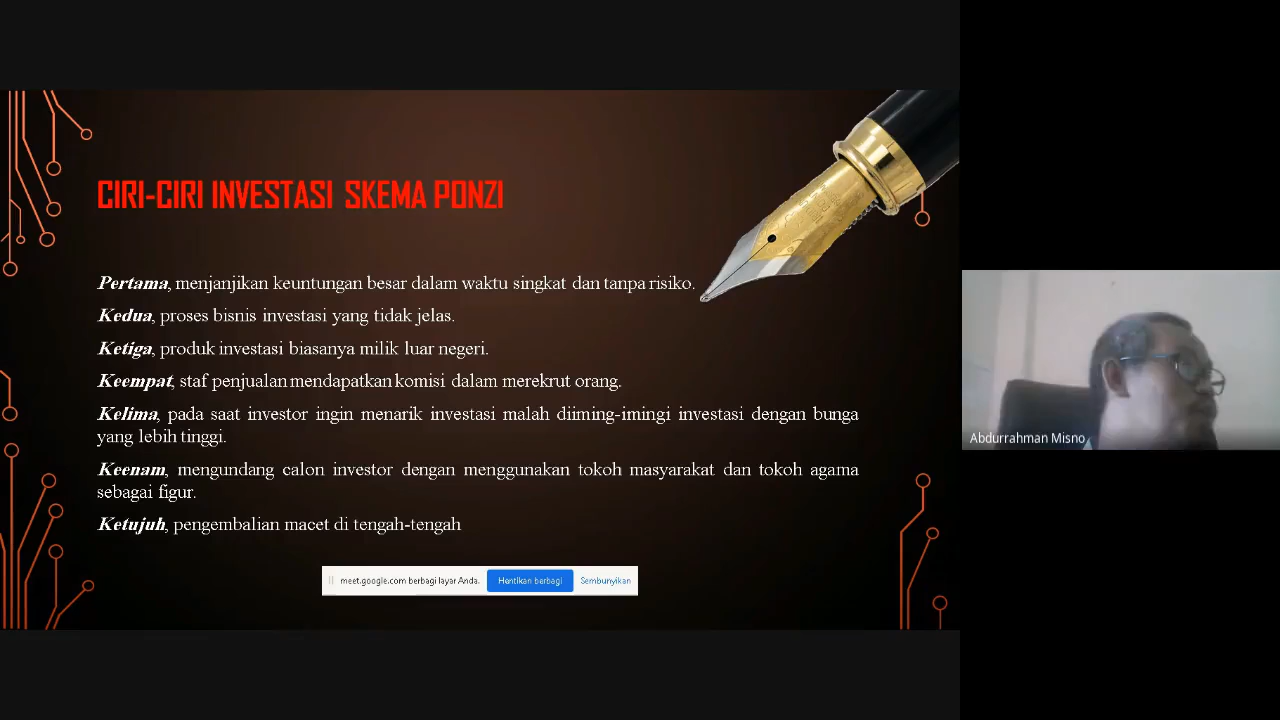 CIRI-CIRI INVESTASI SKEMA PONZI
Pertama, menjanjikan keuntungan besar dalam waktu singkat dan tanpa risiko.
Kedua, proses bisnis investasi yang tidak jelas.
Ketiga, produk investasi biasanya milik luar negeri.
Keempat, staf penjualan mendapatkan komisi dalam merekrut orang.
Kelima, pada saat investor ingin menarik investasi malah diiming-imingi investasi dengan bunga
yang lebih tinggi.
Keenam, mengundang calon investor dengan menggunakan tokoh masyarakat dan tokoh agama
sebagai figur.
Ketujuh, pengembalian macet di tengah-tengah
meet.google.com berbagi layar Anda. Hentikan berbagi Sembunyikan
Abdurrahman Misno